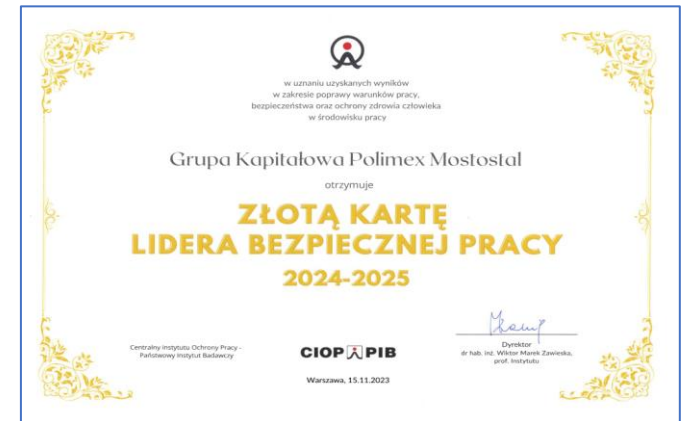 w uznaniu uzyskanych wyników
w zakresie poprawy warunków pracy,
bezpieczeństwa oraz ochrony zdrowia człowieka
w środowisku pracy
Grupa Kapitałowa Polimex Mostostal
otrzymuje
ZŁOTĄ KARTĘ
LIDERA BEZPIECZNEJ PRACY
2024-2025
Centralny Instytutu Ochrony Pracy -
Państwowy Instytut Badawczy
CIOP PIB
Warszawa, 15.11.2023
Dyrektor
dr hab. inż. Wiktor Marek Zawieska,
prof. Instytutu